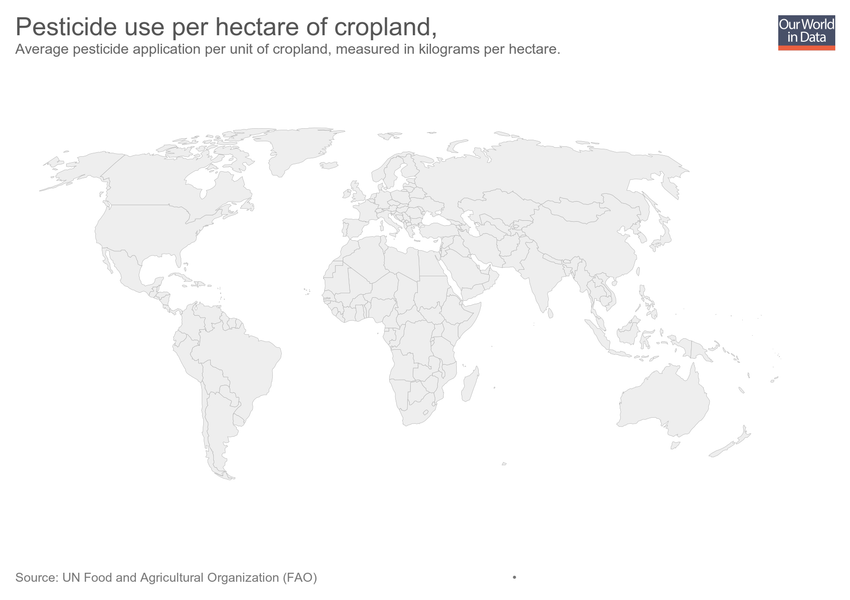 Pesticide use per hectare of cropland,
Average pesticide application per unit of cropland, measured in kilograms per hectare.
Our World
in Data
Source: UN Food and Agricultural Organization (FAO)
•